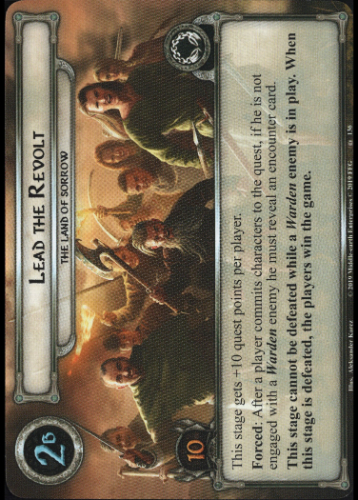 2B
LEAD THE REVOLT
THE LAND OF SORROW
10
This stage gets +10 quest points per player.
Forced: After a player commits characters to the quest, if he is not
engaged with a Warden enemy he must reveal an encounter card.
This stage cannot be defeated while a Warden enemy is in play. When
this stage is defeated, the players win the game.
Illus. Aleksander Karcz © 2019 Middle-earth Enterprises © 2019 FFG 138